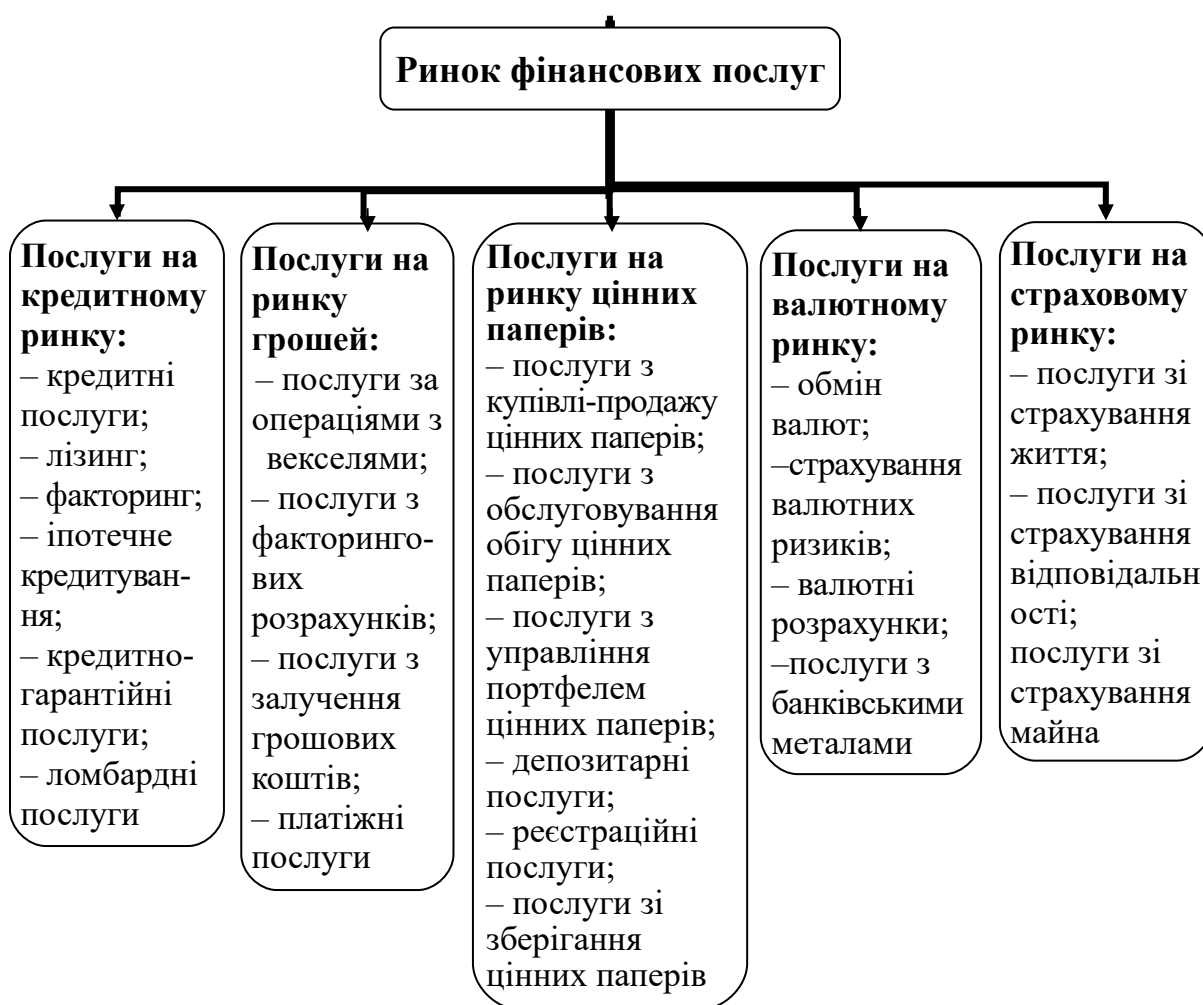 Ринок фінансових послуг
Послуги на
кредитному
ринку:
– кредитні
послуги;
– лізинг;
– факторинг;
– іпотечне
кредитуван-
ня;
– кредитно-
гарантійні
послуги;
– ломбардні
послуги
Послуги на
ринку
грошей:
– послуги за
операціями з
векселями;
– послуги з
факторинго-
вих
розрахунків;
– послуги з
залучення
грошових
коштів;
– платіжні
послуги
Послуги на
ринку цінних
паперів:
– послуги з
купівлі-продажу
цінних паперів;
– послуги з
обслуговування
обігу цінних
паперів;
– послуги з
управління
портфелем
цінних паперів;
– депозитарні
послуги;
– реєстраційні
послуги;
– послуги зі
зберігання
цінних паперів
Послуги на
валютному
ринку:
– обмін
валют;
–страхування
валютних
ризиків;
– валютні
розрахунки;
–послуги з
банківськими
металами
Послуги на
страховому
ринку:
– послуги зі
страхування
життя;
– послуги зі
страхування
відповідальн
ості;
послуги зі
страхування
майна